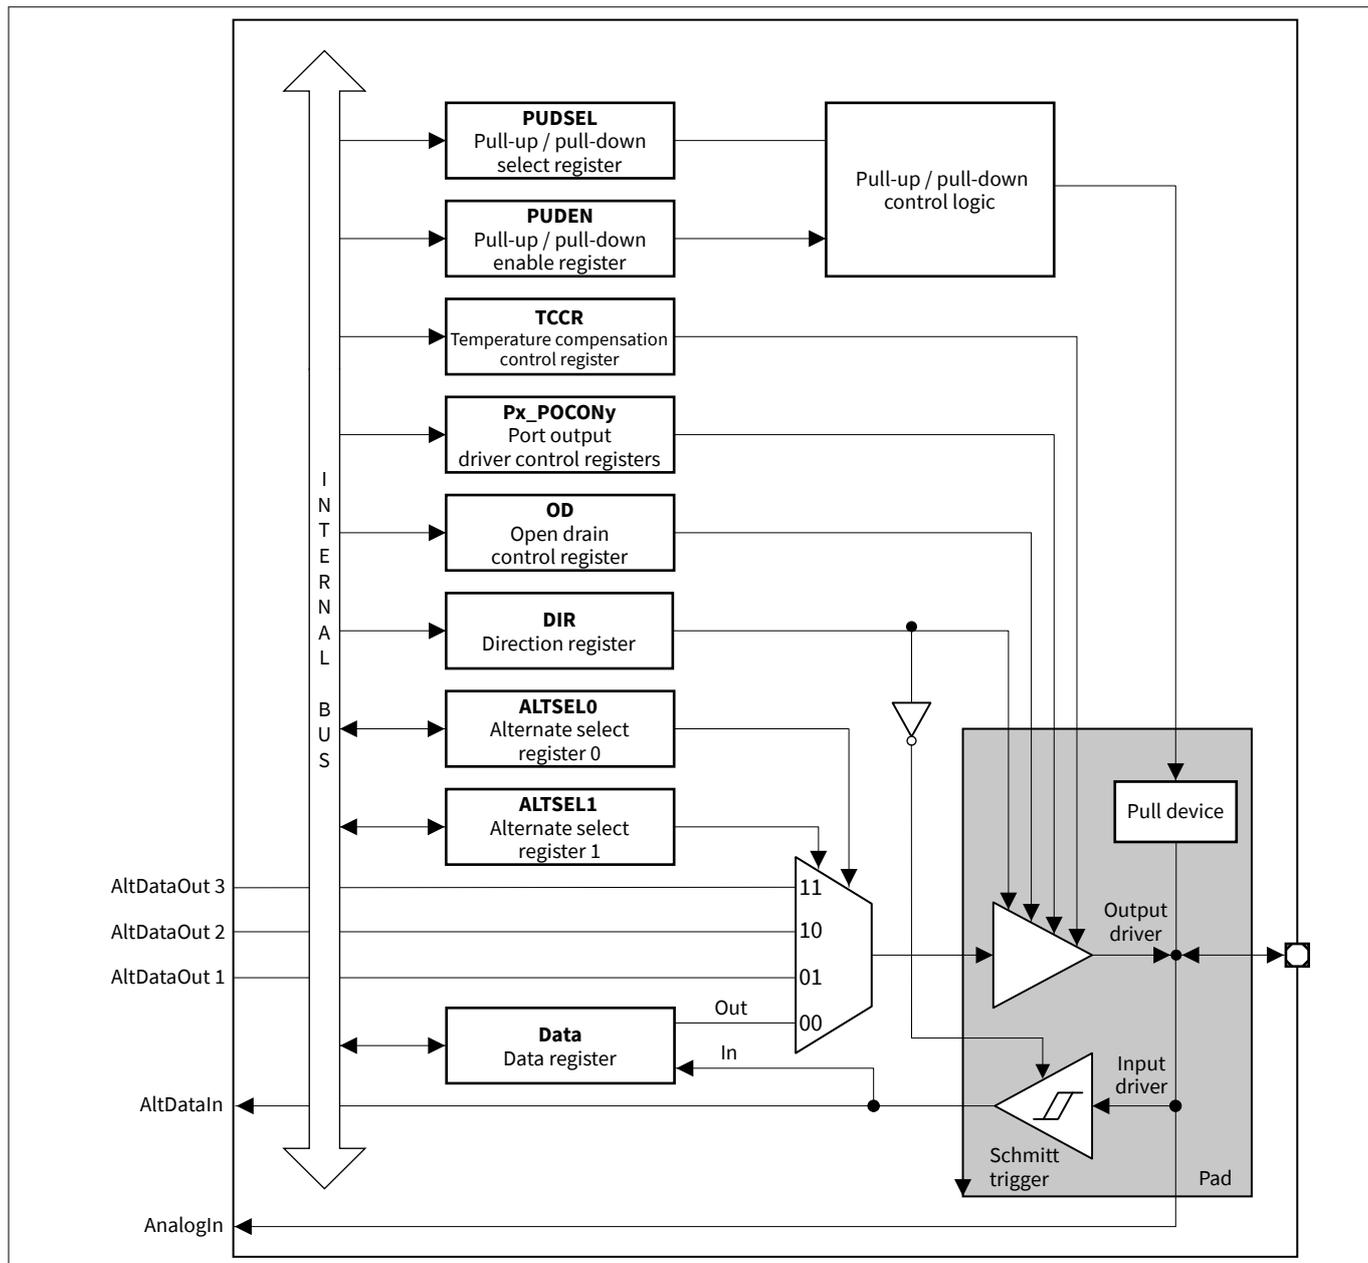 PUDSEL
Pull-up / pull-down
select register
Pull-up / pull-down
control logic
PUDEN
Pull-up / pull-down
enable register
TCCR
Temperature compensation
control register
Px_POCONy
Port output
driver control registers
INTERNAL BUS
OD
Open drain
control register
DIR
Direction register
ALTSEL0
Alternate select
register 0
ALTSEL1
Alternate select
register 1
Pull device
AltDataOut 3
11
AltDataOut 2
10
AltDataOut 1
01
Output
driver
Out
00
Data
Data register
In
Input
driver
AltDataIn
Schmitt
trigger
Pad
AnalogIn